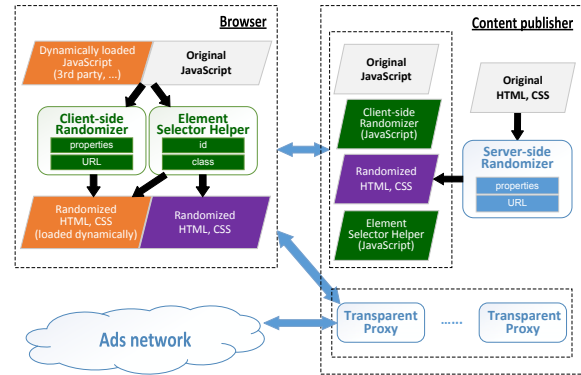 Browser
Dynamically loaded
JavaScript
(3rd party, ...)
Original
JavaScript
Client-side
Randomizer
properties
URL
Element
Selector Helper
id
class
Randomized
HTML, CSS
(loaded dynamically)
Randomized
HTML, CSS
Content publisher
Original
JavaScript
Client-side
Randomizer
(JavaScript)
Randomized
HTML, CSS
Element
Selector Helper
(JavaScript)
Original
HTML, CSS
Server-side
Randomizer
properties
URL
Ads network
Transparent
Proxy
......
Transparent
Proxy